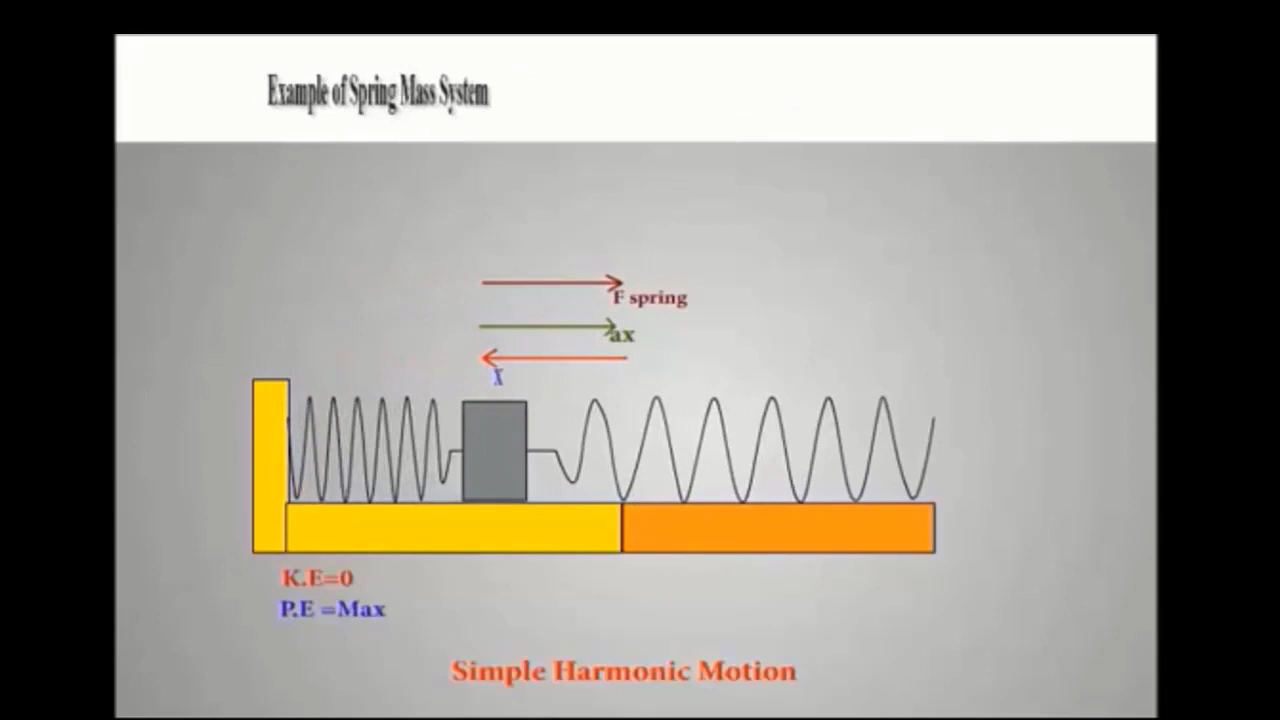 Example of Spring Mass System
F spring
ax
x
K.E=0
P.E =Max
Simple Harmonic Motion